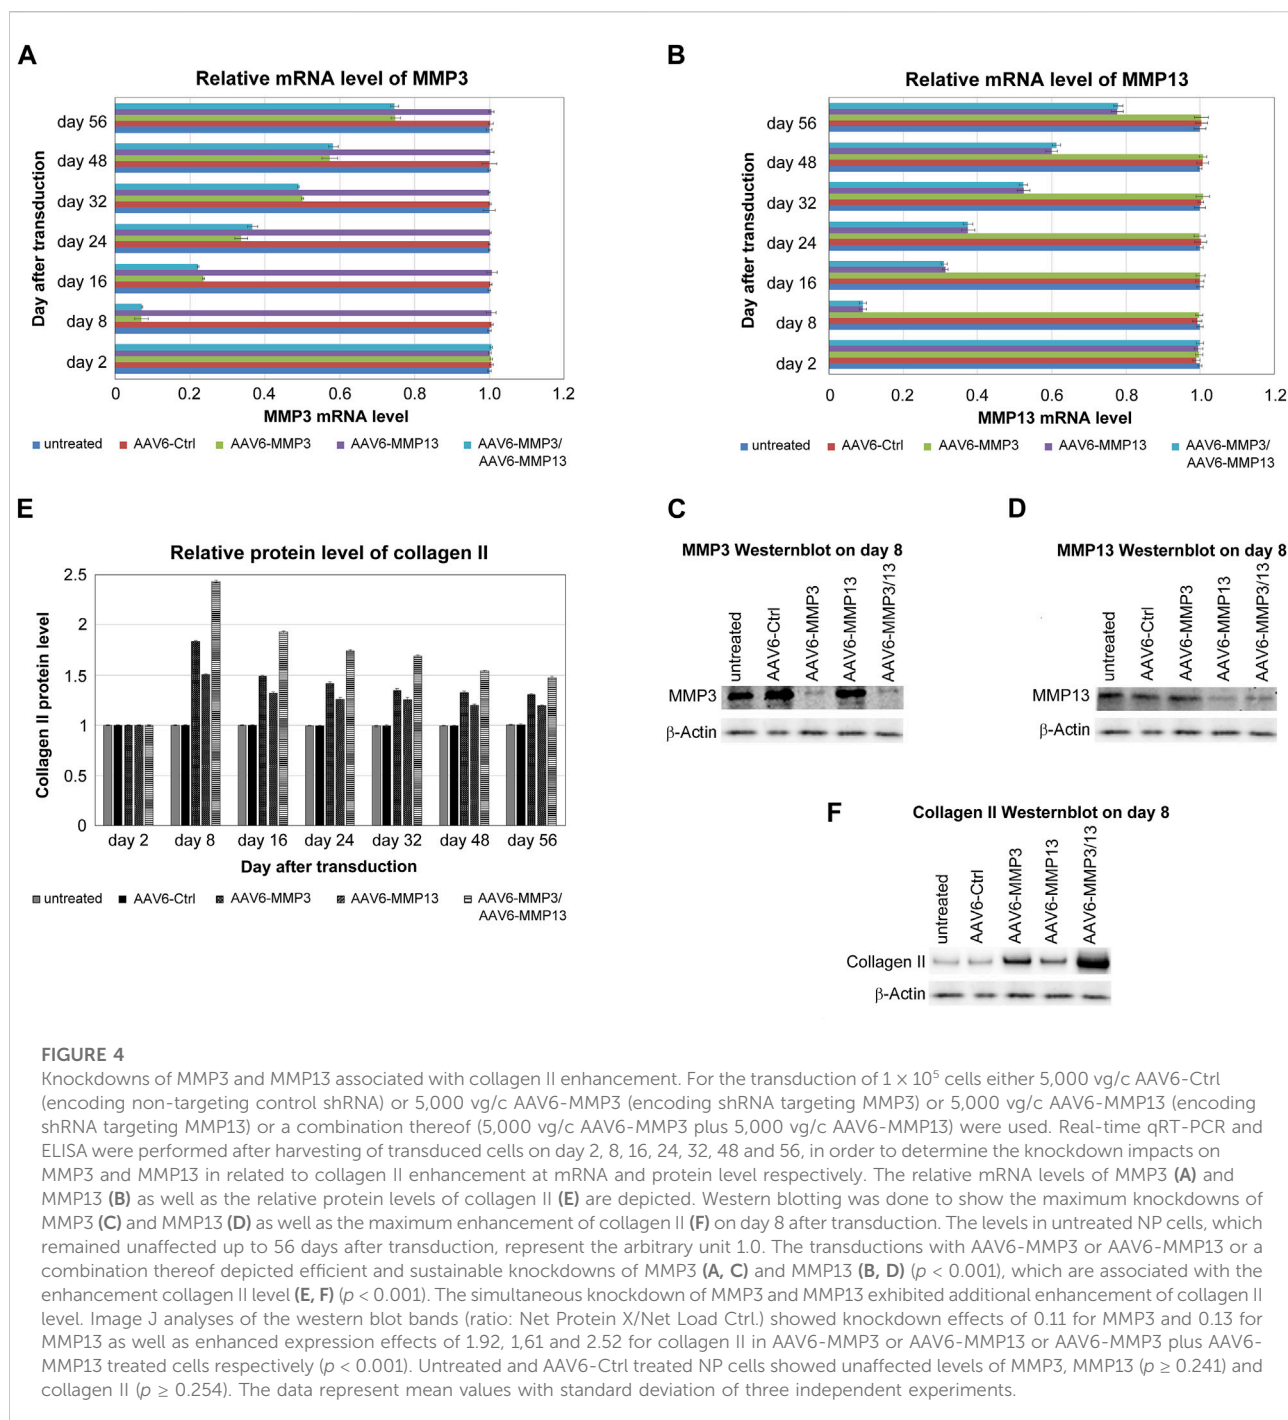 A
Relative mRNA level of MMP3
Day after transduction
day 56
day 48
day 32
day 24
day 16
day 8
day 2
0 0.2 0.4 0.6 0.8 1.0 1.2
MMP3 mRNA level
untreated AAV6-Ctrl AAV6-MMP3 AAV6-MMP13 AAV6-MMP3/
AAV6-MMP13
B
Relative mRNA level of MMP13
Day after transduction
day 56
day 48
day 32
day 24
day 16
day 8
day 2
0 0.2 0.4 0.6 0.8 1.0 1.2
MMP13 mRNA level
untreated AAV6-Ctrl AAV6-MMP3 AAV6-MMP13 AAV6-MMP3/
AAV6-MMP13
E
Relative protein level of collagen II
Collagen II protein level
2.5
2
1.5
1
0.5
0
day 2 day 8 day 16 day 24 day 32 day 48 day 56
Day after transduction
untreated AAV6-Ctrl AAV6-MMP3 AAV6-MMP13 AAV6-MMP3/
AAV6-MMP13
C
MMP3 Westernblot on day 8
untreated
AAV6-Ctrl
AAV6-MMP3
AAV6-MMP13
AAV6-MMP3/13
MMP3
β-Actin
D
MMP13 Westernblot on day 8
untreated
AAV6-Ctrl
AAV6-MMP3
AAV6-MMP13
AAV6-MMP3/13
MMP13
β-Actin
F
Collagen II Westernblot on day 8
untreated
AAV6-Ctrl
AAV6-MMP3
AAV6-MMP13
AAV6-MMP3/13
Collagen II
β-Actin
FIGURE 4
Knockdowns of MMP3 and MMP13 associated with collagen II enhancement. For the transduction of 1 × 10⁵ cells either 5,000 vg/c AAV6-Ctrl
(encoding non-targeting control shRNA) or 5,000 vg/c AAV6-MMP3 (encoding shRNA targeting MMP3) or 5,000 vg/c AAV6-MMP13 (encoding
shRNA targeting MMP13) or a combination thereof (5,000 vg/c AAV6-MMP3 plus 5,000 vg/c AAV6-MMP13) were used. Real-time qRT-PCR and
ELISA were performed after harvesting of transduced cells on day 2, 8, 16, 24, 32, 48 and 56, in order to determine the knockdown impacts on
MMP3 and MMP13 in related to collagen II enhancement at mRNA and protein level respectively. The relative mRNA levels of MMP3 (A) and
MMP13 (B) as well as the relative protein levels of collagen II (E) are depicted. Western blotting was done to show the maximum knockdowns of
MMP3 (C) and MMP13 (D) as well as the maximum enhancement of collagen II (F) on day 8 after transduction. The levels in untreated NP cells, which
remained unaffected up to 56 days after transduction, represent the arbitrary unit 1.0. The transductions with AAV6-MMP3 or AAV6-MMP13 or a
combination thereof depicted efficient and sustainable knockdowns of MMP3 (A, C) and MMP13 (B, D) (p < 0.001), which are associated with the
enhancement collagen II level (E, F) (p < 0.001). The simultaneous knockdown of MMP3 and MMP13 exhibited additional enhancement of collagen II
level. Image J analyses of the western blot bands (ratio: Net Protein X/Net Load Ctrl.) showed knockdown effects of 0.11 for MMP3 and 0.13 for
MMP13 as well as enhanced expression effects of 1.92, 1,61 and 2.52 for collagen II in AAV6-MMP3 or AAV6-MMP13 or AAV6-MMP3 plus AAV6-
MMP13 treated cells respectively (p < 0.001). Untreated and AAV6-Ctrl treated NP cells showed unaffected levels of MMP3, MMP13 (p ≥ 0.241) and
collagen II (p ≥ 0.254). The data represent mean values with standard deviation of three independent experiments.